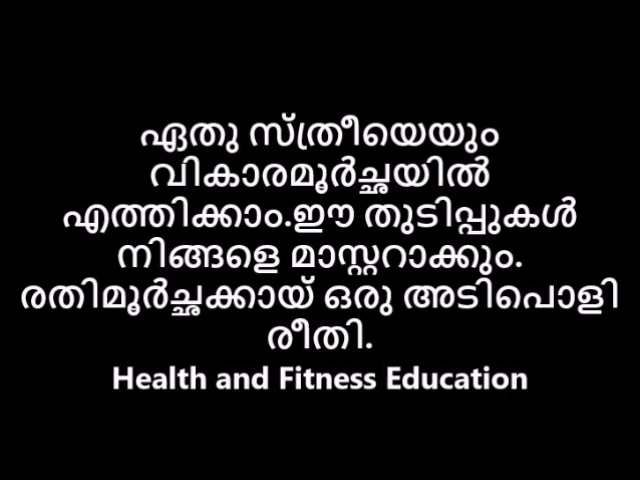 ഏതു സ്ത്രീയെയും
വികാരമൂർച്ഛയിൽ
എത്തിക്കാം.ഈ തുടിപ്പുകൾ
നിങ്ങളെ മാസ്റ്ററാക്കും.
രതിമൂർച്ഛക്കായ് ഒരു അടിപൊളി
രീതി.
Health and Fitness Education